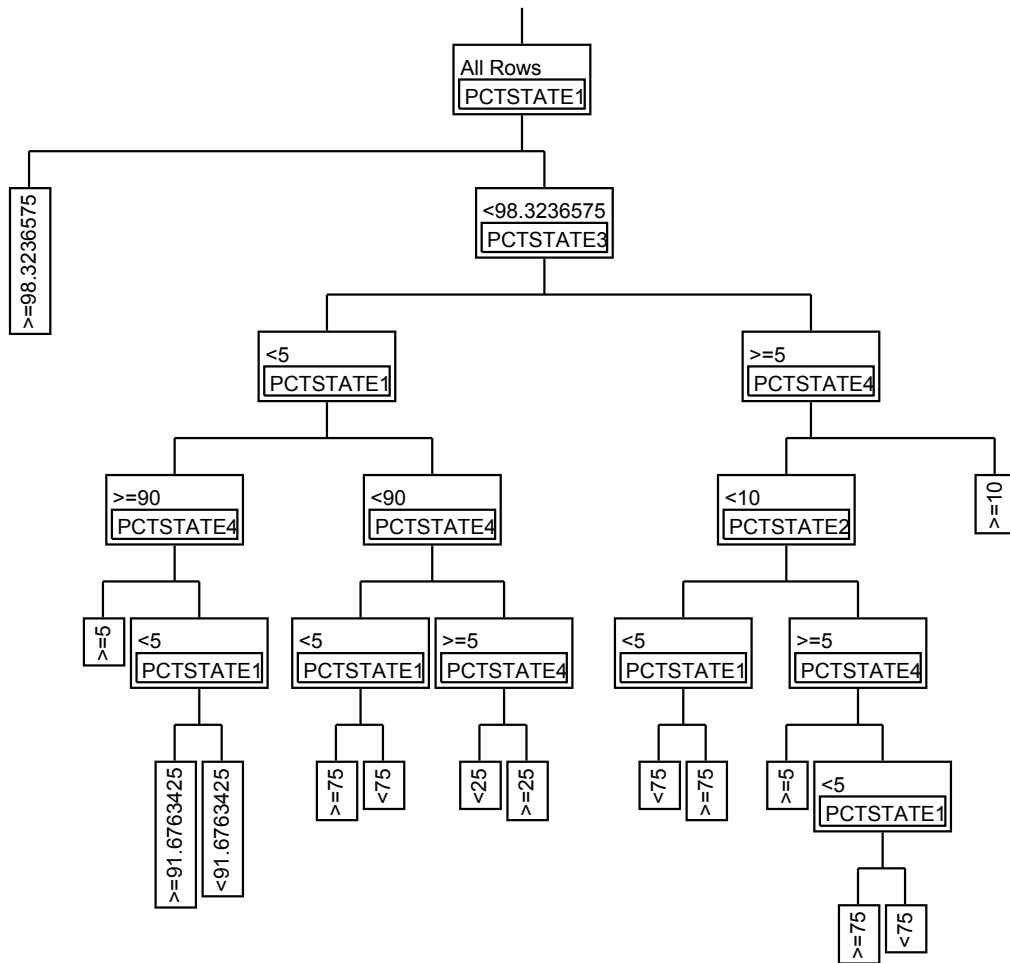 All Rows
PCTSTATE1
>=98.3236575
<98.3236575
PCTSTATE3
<5
PCTSTATE1
>=5
PCTSTATE4
>=90
PCTSTATE4
<90
PCTSTATE4
<10
PCTSTATE2
>=10
>=5
<5
PCTSTATE1
<5
PCTSTATE1
>=5
PCTSTATE4
<5
PCTSTATE1
>=5
PCTSTATE4
>=91.6763425
<91.6763425
>=75
<75
<25
>=25
<75
>=75
>=5
<5
PCTSTATE1
>=75
<75